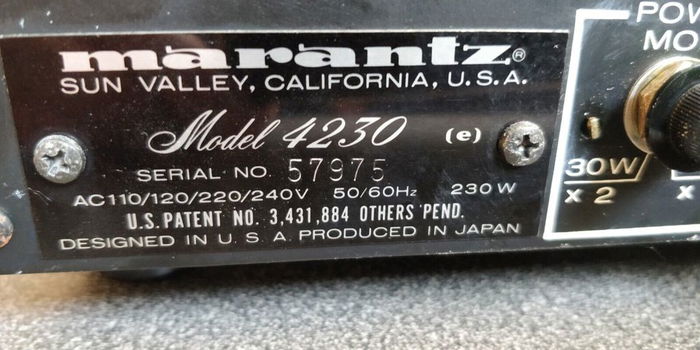 marantz®
SUN VALLEY, CALIFORNIA, U.S.A.
Model 4230 (e)
SERIAL NO. 57975
AC110/120/220/240V 50/60Hz 230W
U.S. PATENT NO. 3,431,884 OTHERS PEND.
DESIGNED IN U. S. A. PRODUCED IN JAPAN
30W
X 2
X